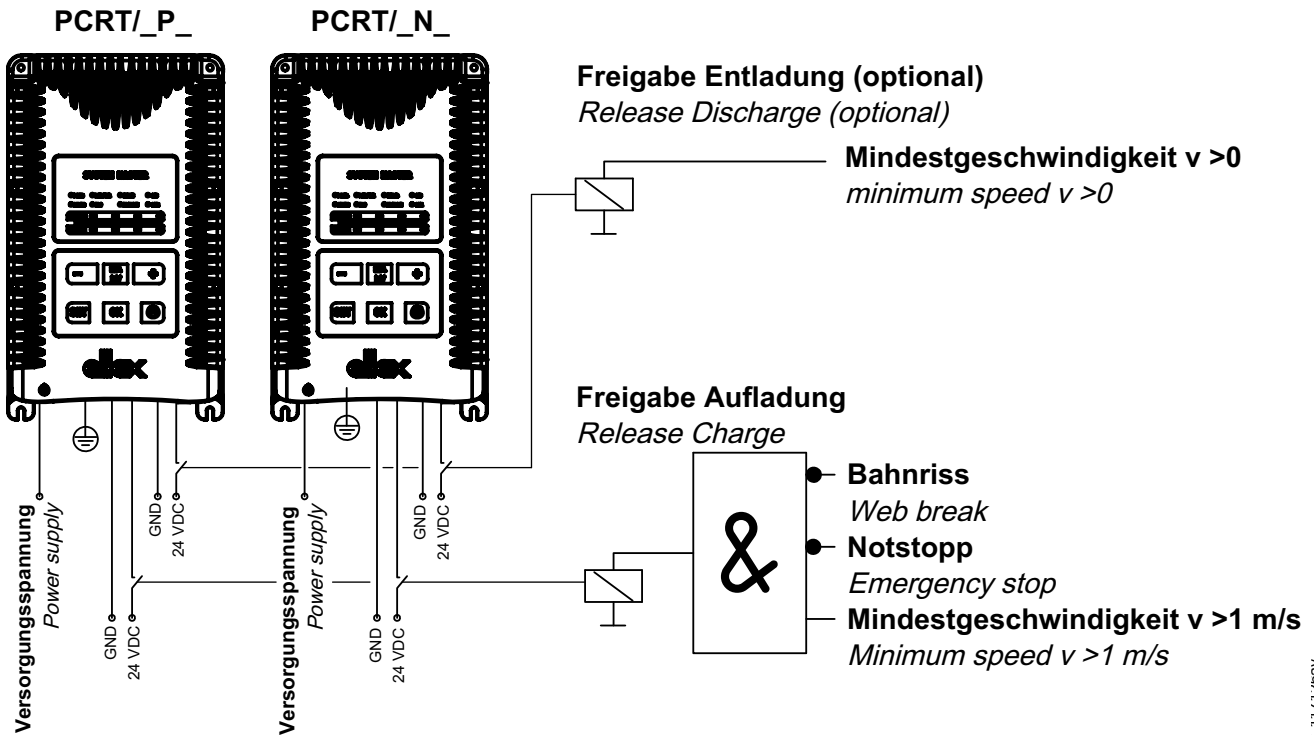 PCRT/_P_
PCRT/_N_
Freigabe Entladung (optional)
Release Discharge (optional)
Mindestgeschwindigkeit v >0
minimum speed v >0
OK
OK
eltex
eltex
Freigabe Aufladung
Release Charge
&
Bahnriss
Web break
Notstopp
Emergency stop
Mindestgeschwindigkeit v >1 m/s
Minimum speed v >1 m/s
Versorgungsspannung
Power supply
GND
24 VDC
GND
24 VDC
Versorgungsspannung
Power supply
GND
24 VDC
GND
24 VDC